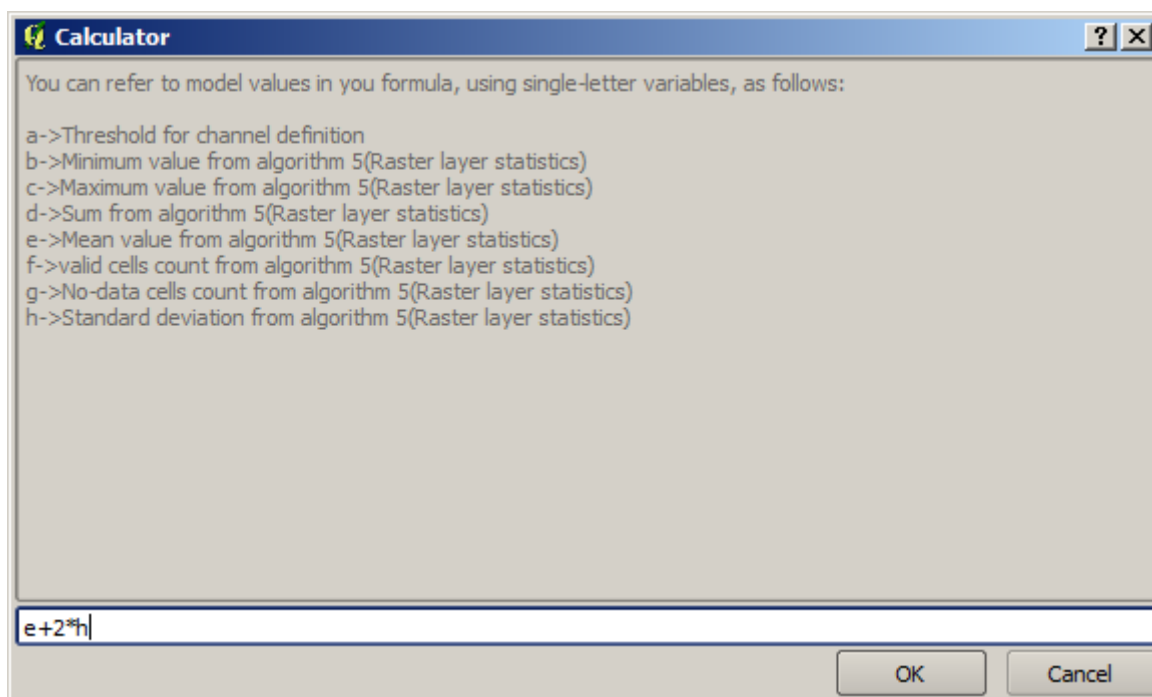 Calculator
You can refer to model values in you formula, using single-letter variables, as follows:
a->Threshold for channel definition
b->Minimum value from algorithm 5(Raster layer statistics)
c->Maximum value from algorithm 5(Raster layer statistics)
d->Sum from algorithm 5(Raster layer statistics)
e->Mean value from algorithm 5(Raster layer statistics)
f->valid cells count from algorithm 5(Raster layer statistics)
g->No-data cells count from algorithm 5(Raster layer statistics)
h->Standard deviation from algorithm 5(Raster layer statistics)
e+2*h
OK Cancel